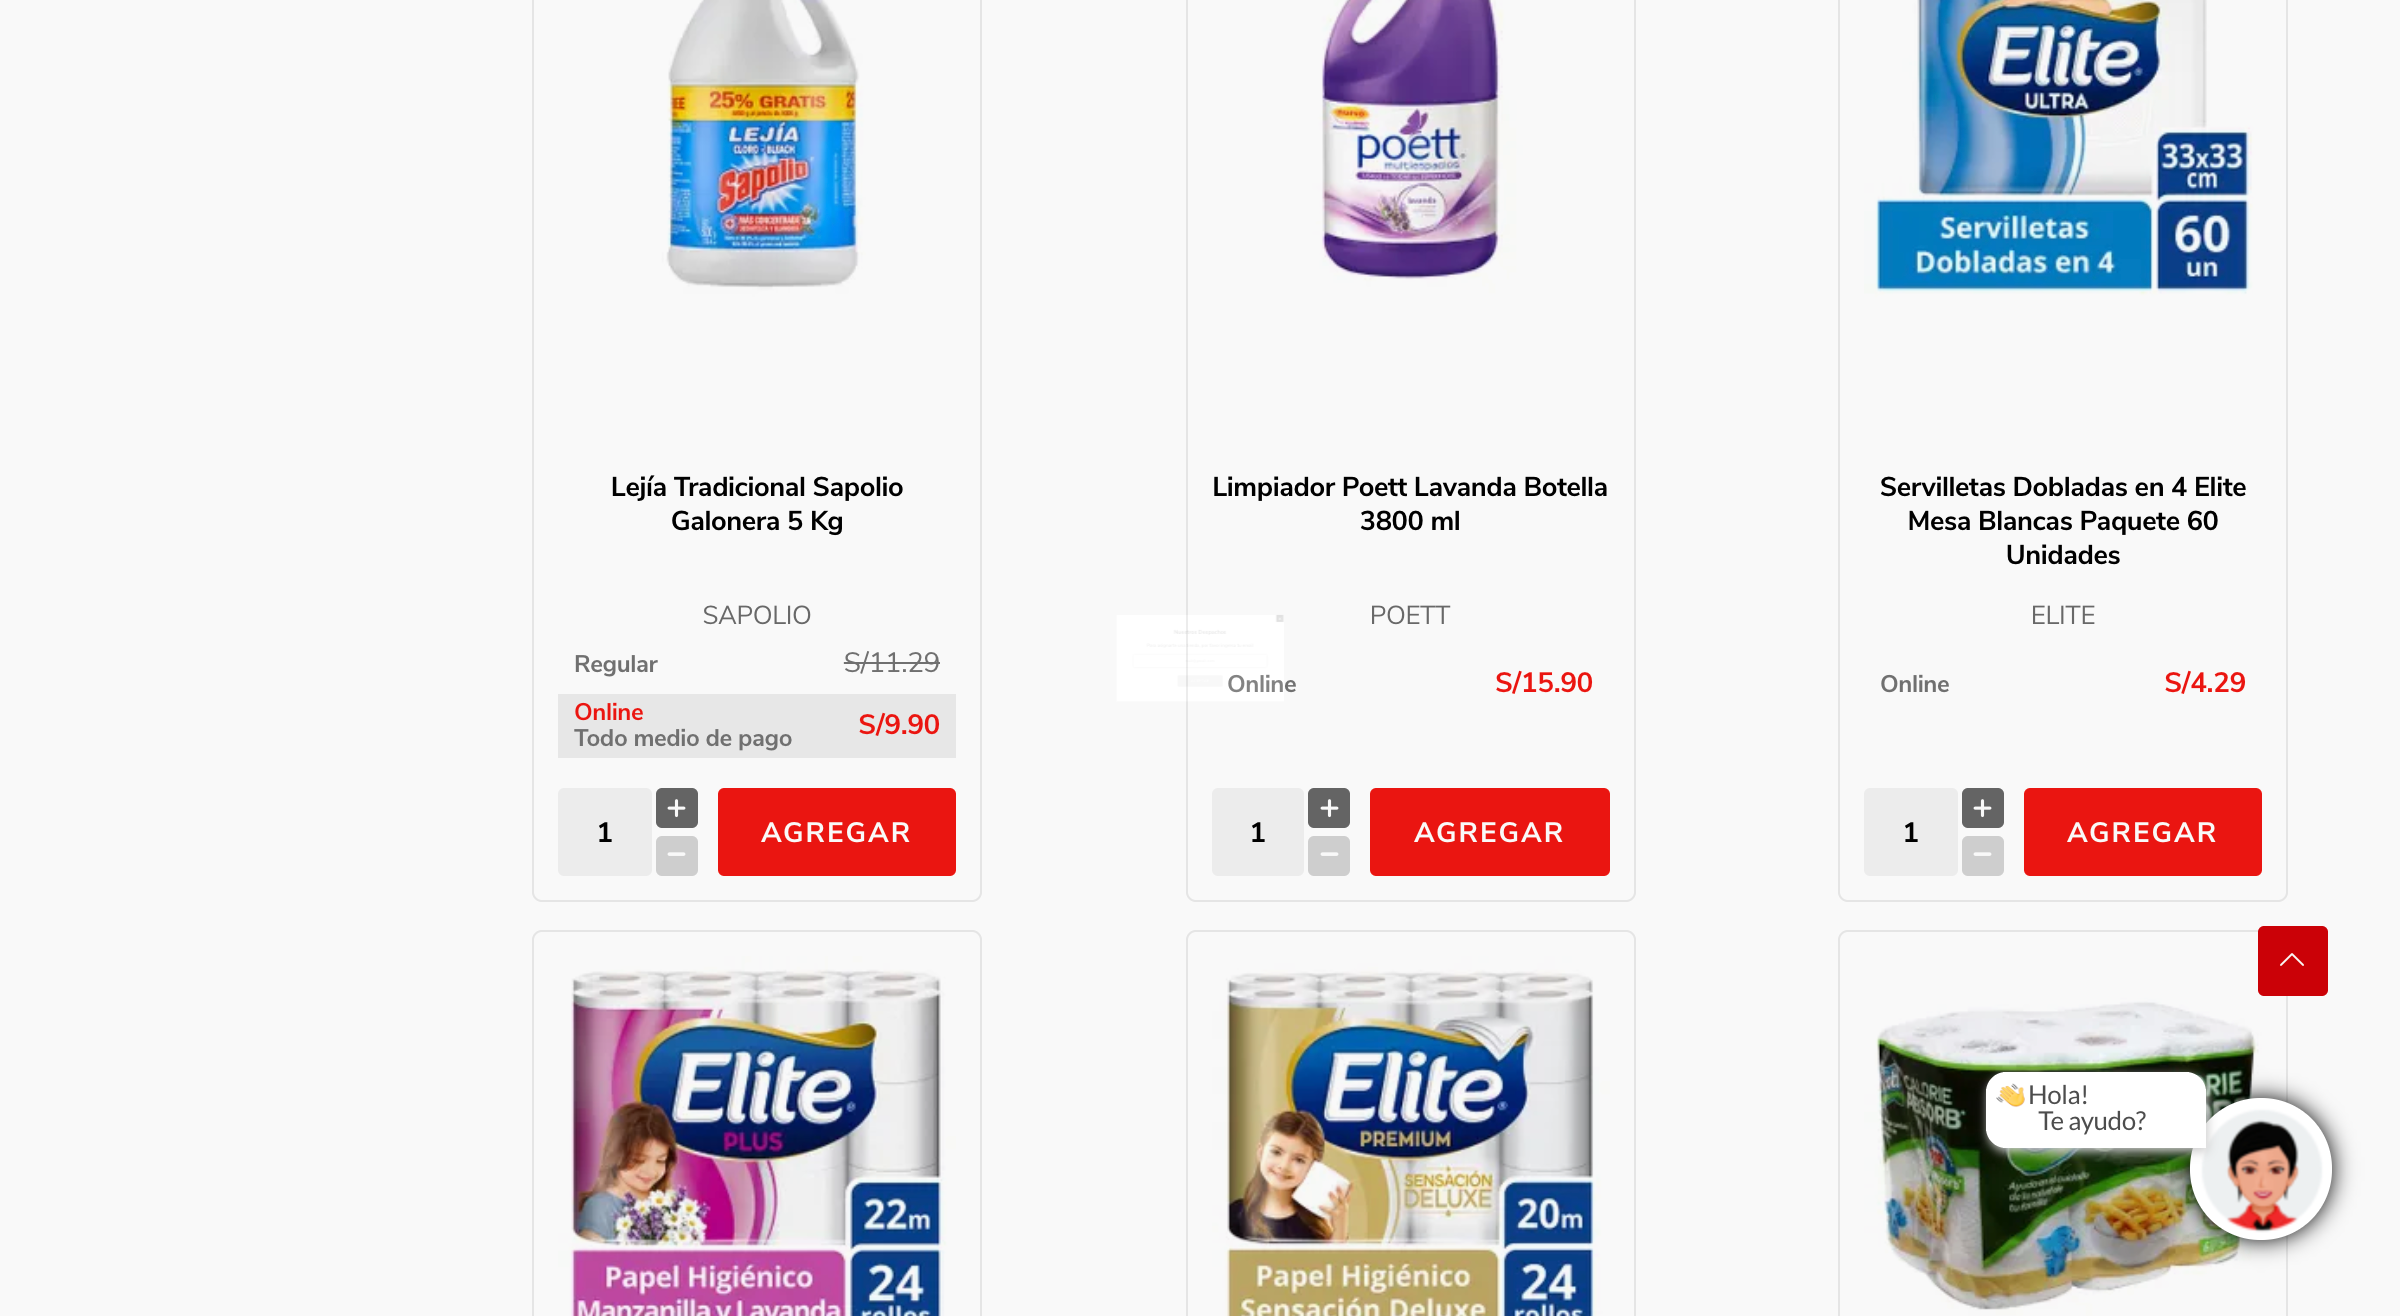 25% GRATIS
LEJÍA
CLORO - BLEACH
Sapolio
MÁS CONCENTRADA
poett
multiespacios
lavanda
Elite
ULTRA
33x33
cm
Servilletas
Dobladas en 4
60
un
Lejía Tradicional Sapolio
Galonera 5 Kg
SAPOLIO
Regular
S/11.29
Online
Todo medio de pago
S/9.90
1
+
−
AGREGAR
Limpiador Poett Lavanda Botella
3800 ml
POETT
Online
S/15.90
1
+
−
AGREGAR
Servilletas Dobladas en 4 Elite
Mesa Blancas Paquete 60
Unidades
ELITE
Online
S/4.29
1
+
−
AGREGAR
Elite
PLUS
22m
Papel Higiénico
Manzanilla y Lavanda
24
rollos
Elite
PREMIUM
SENSACIÓN
DELUXE
20m
Papel Higiénico
Sensación Deluxe
24
rollos
CALORIE
ABSORB
👋Hola!
Te ayudo?